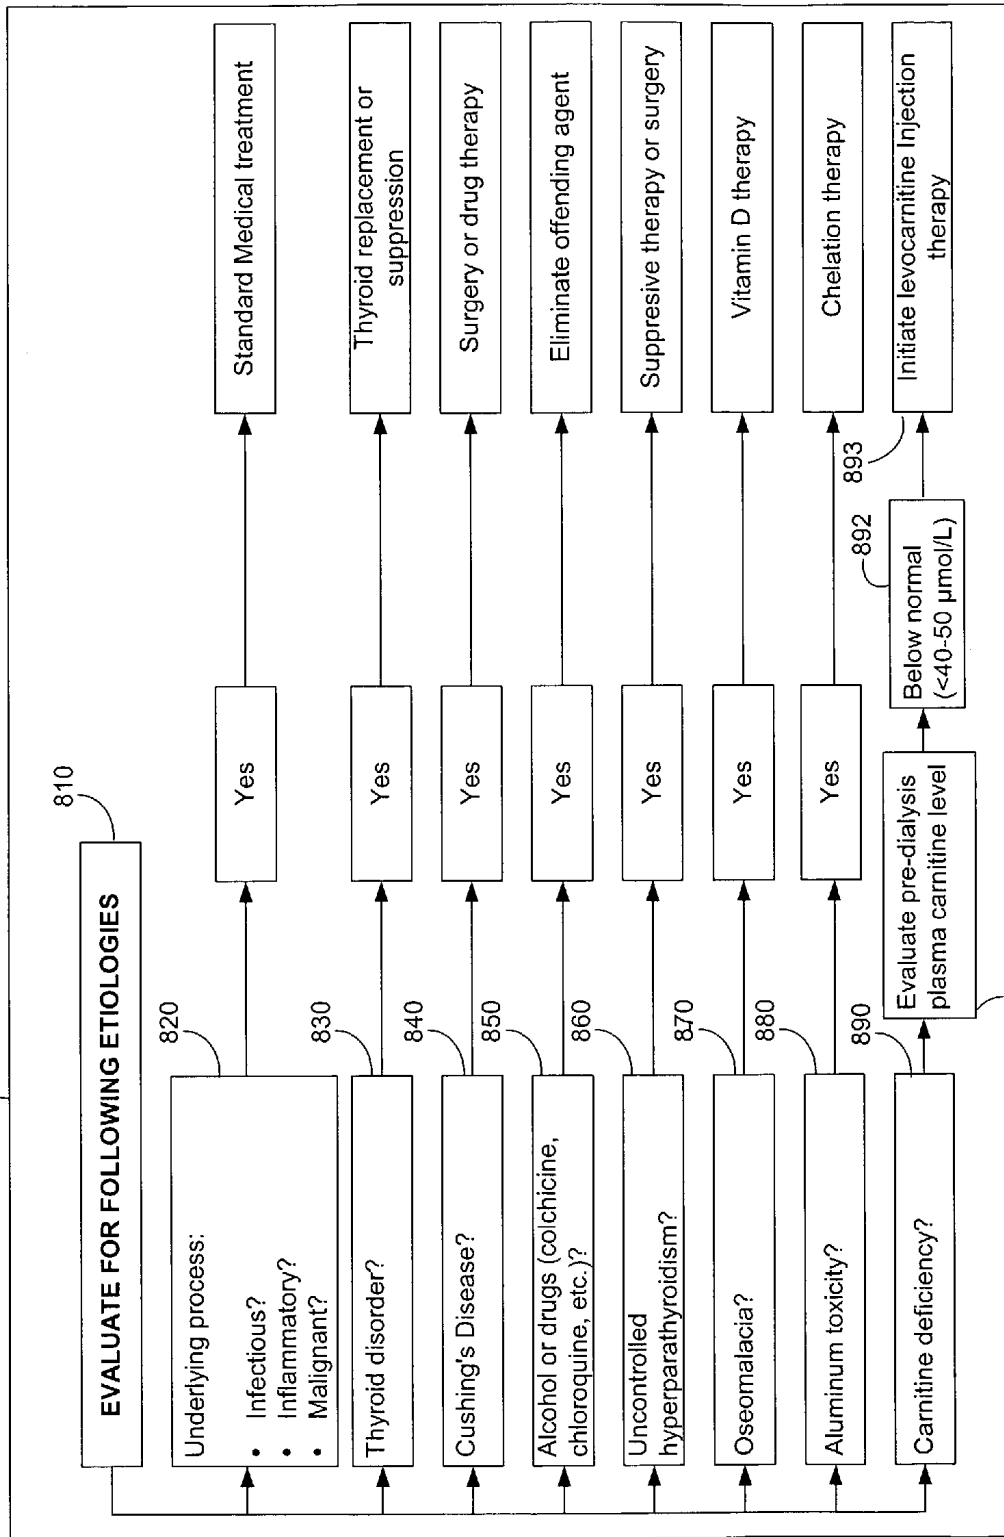 EVALUATE FOR FOLLOWING ETIOLOGIES
810
Underlying process:
• Infectious?
• Inflammatory?
• Malignant?
820
Yes
Standard Medical treatment
Thyroid disorder?
830
Yes
Thyroid replacement or
suppression
Cushing's Disease?
840
Yes
Surgery or drug therapy
Alcohol or drugs (colchicine,
chloroquine, etc.)?
850
Yes
Eliminate offending agent
Uncontrolled
hyperparathyroidism?
860
Yes
Suppresive therapy or surgery
Oseomalacia?
870
Yes
Vitamin D therapy
Aluminum toxicity?
880
Yes
Chelation therapy
Carnitine deficiency?
890
Evaluate pre-dialysis
plasma carnitine level
Below normal
(<40-50 µmol/L)
892
Initiate levocarnitine Injection
therapy
893